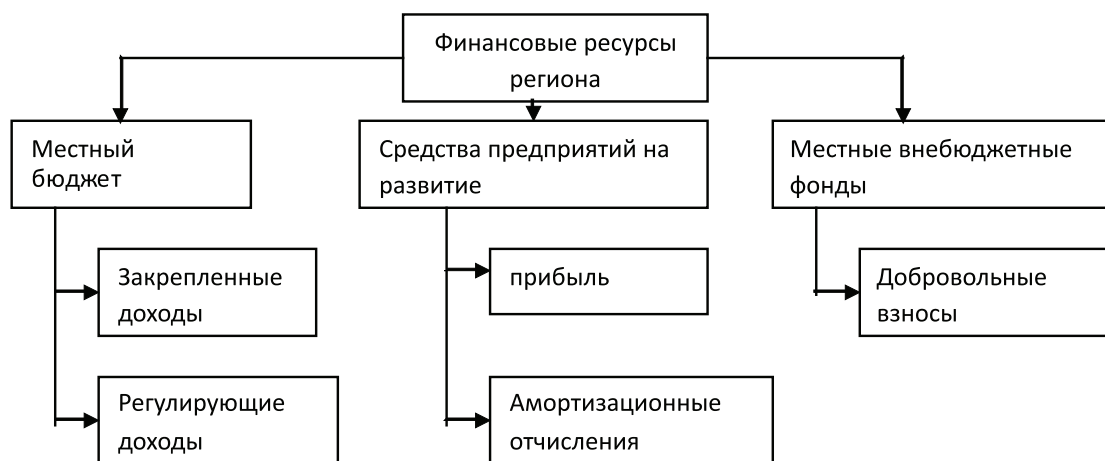 Финансовые ресурсы
региона
Местный
бюджет
Средства предприятий на
развитие
Местные внебюджетные
фонды
Закрепленные
доходы
прибыль
Добровольные
взносы
Регулирующие
доходы
Амортизационные
отчисления